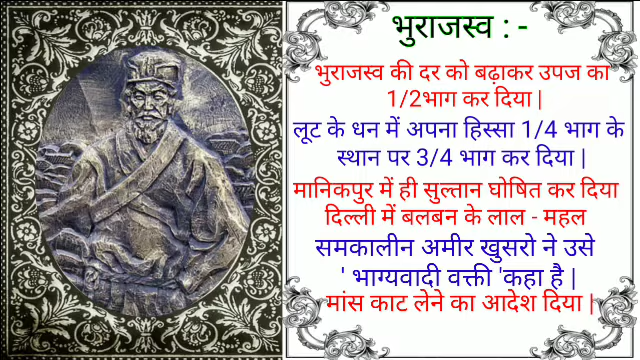 भुराजस्व : -
भुराजस्व की दर को बढ़ाकर उपज का
1/2भाग कर दिया |
लूट के धन में अपना हिस्सा 1/4 भाग के
स्थान पर 3/4 भाग कर दिया |
मानिकपुर में ही सुल्तान घोषित कर दिया
दिल्ली में बलबन के लाल - महल
समकालीन अमीर खुसरो ने उसे
' भाग्यवादी वक्ती 'कहा है |
मांस काट लेने का आदेश दिया |